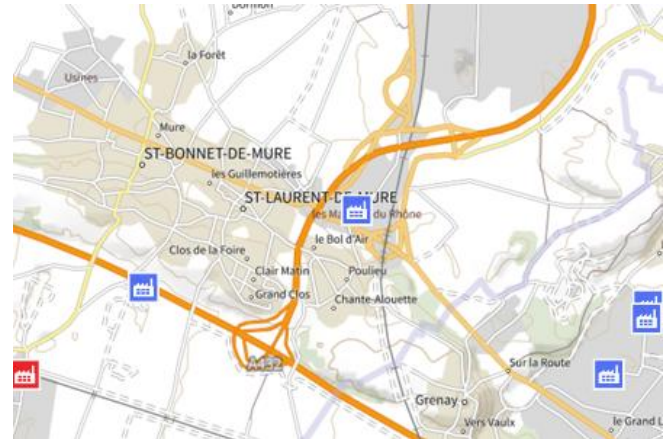 la Forêt
Usines
Mure
ST-BONNET-DE-MURE
les Guillemotières
ST-LAURENT-DE-MURE
du Rhône
le Bol d'Air
Clos de la Foire
Clair Matin
Poulieu
Grand Clos
Chante-Alouette
A432
Sur la Route
Grenay
Vers Vaulx
le Grand